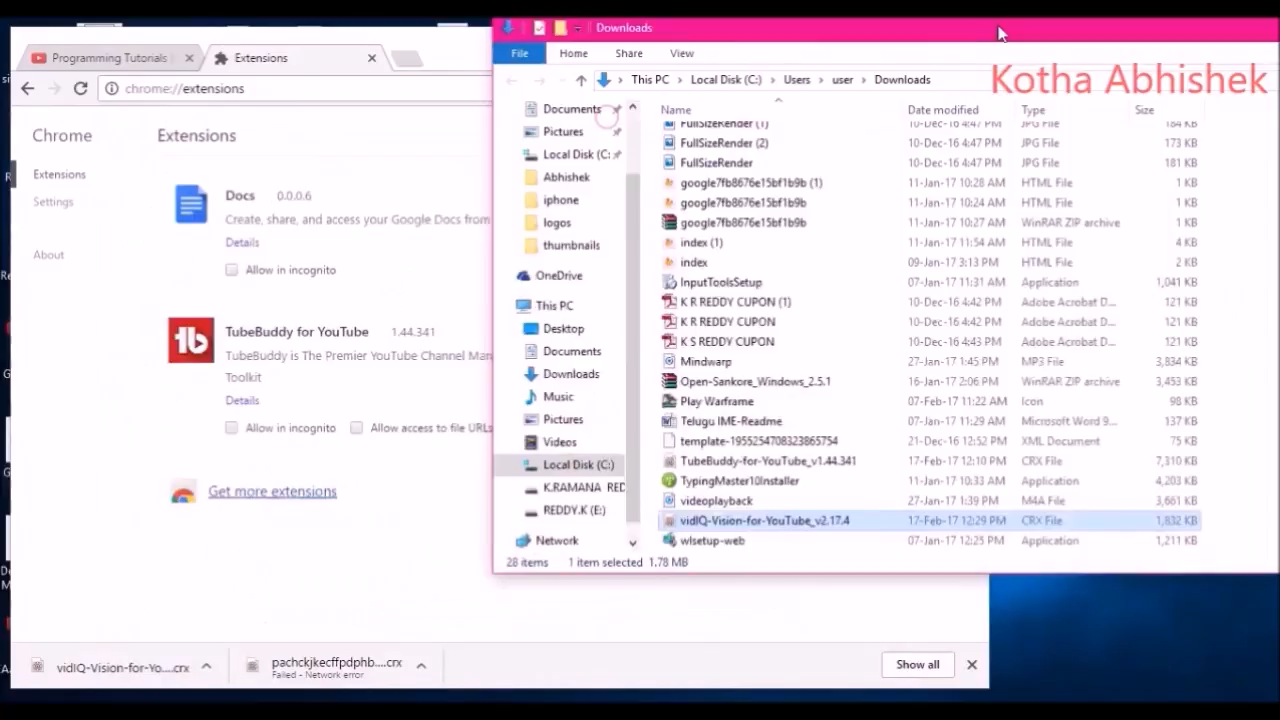 Downloads
Programming Tutorials
Extensions
File Home Share View
chrome://extensions
This PC Local Disk (C:) Users user Downloads
Kotha Abhishek
Chrome
Extensions
Settings
About
Extensions
Docs 0.0.0.6
Create, share, and access your Google Docs from
Details
Allow in incognito
TubeBuddy for YouTube 1.44.341
TubeBuddy is The Premier YouTube Channel Man
Toolkit
Details
Allow in incognito Allow access to file URLs
Get more extensions
Documents
Pictures
Local Disk (C:
Abhishek
iphone
logos
thumbnails
OneDrive
This PC
Desktop
Documents
Downloads
Music
Pictures
Videos
Local Disk (C:)
K.RAMANA RED
REDDY.K (E:)
Network
Name Date modified Type Size
FullSizeRender (1) 10-Dec-16 4:47 PM JPG File 184 KB
FullSizeRender (2) 10-Dec-16 4:47 PM JPG File 173 KB
FullSizeRender 10-Dec-16 4:47 PM JPG File 181 KB
google7fb8676e15bf1b9b (1) 11-Jan-17 10:28 AM HTML File 1 KB
google7fb8676e15bf1b9b 11-Jan-17 10:24 AM HTML File 1 KB
google7fb8676e15bf1b9b 11-Jan-17 10:27 AM WinRAR ZIP archive 1 KB
index (1) 11-Jan-17 11:54 AM HTML File 4 KB
index 09-Jan-17 3:13 PM HTML File 2 KB
InputToolsSetup 07-Jan-17 11:31 AM Application 1,041 KB
K R REDDY CUPON (1) 10-Dec-16 4:42 PM Adobe Acrobat D... 121 KB
K R REDDY CUPON 10-Dec-16 4:42 PM Adobe Acrobat D... 121 KB
K S REDDY CUPON 10-Dec-16 4:43 PM Adobe Acrobat D... 121 KB
Mindwarp 27-Jan-17 1:45 PM MP3 File 3,834 KB
Open-Sankore_Windows_2.5.1 16-Jan-17 2:06 PM WinRAR ZIP archive 3,453 KB
Play Warframe 07-Feb-17 11:22 AM Icon 98 KB
Telugu IME-Readme 07-Jan-17 11:29 AM Microsoft Word 9... 137 KB
template-1955254708323865754 21-Dec-16 12:52 PM XML Document 75 KB
TubeBuddy-for-YouTube_v1.44.341 17-Feb-17 12:10 PM CRX File 7,310 KB
TypingMaster10Installer 11-Jan-17 10:33 AM Application 4,203 KB
videoplayback 27-Jan-17 1:39 PM M4A File 3,661 KB
vidIQ-Vision-for-YouTube_v2.17.4 17-Feb-17 12:29 PM CRX File 1,832 KB
wlsetup-web 07-Jan-17 12:25 PM Application 1,211 KB
28 items 1 item selected 1.78 MB
vidIQ-Vision-for-Yo....crx
pachckjkecffpdphb....crx
Failed - Network error
Show all